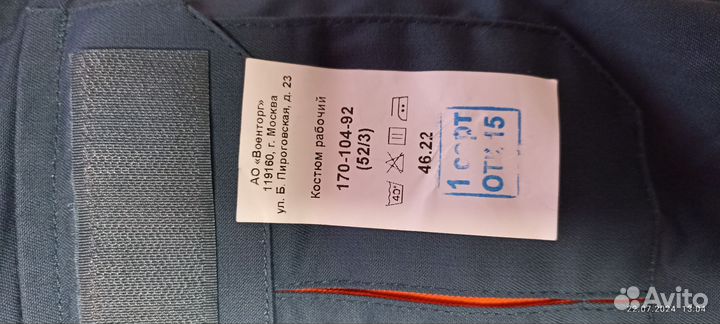 АО «Военторг»
119160, г. Москва
ул. Б. Пироговская, д. 23
Костюм рабочий
170-104-92
(52/3)
40°
46.22
1 сорт
ОТК 15
Avito
22.07.2024 13:04